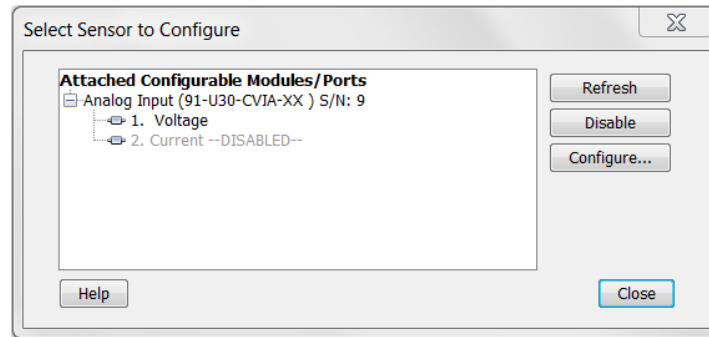 Select Sensor to Configure
Attached Configurable Modules/Ports
Analog Input (91-U30-CVIA-XX ) S/N: 9
1. Voltage
2. Current --DISABLED--
Refresh
Disable
Configure...
Help
Close